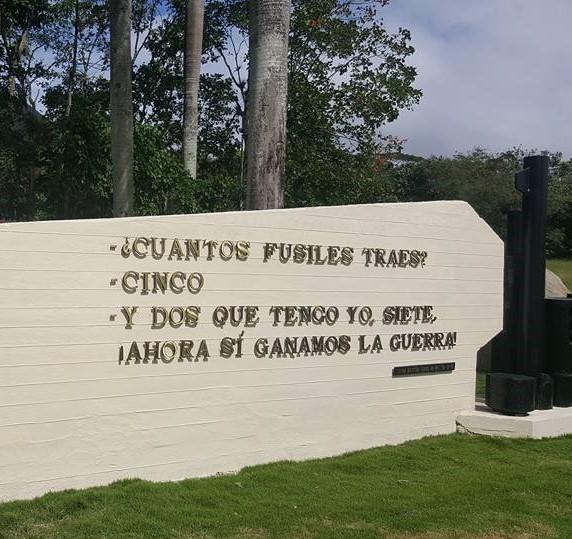 -¿CUANTOS FUSILES TRAES?
-CINCO
-Y DOS QUE TENGO YO, SIETE,
¡AHORA SÍ GANAMOS LA GUERRA!